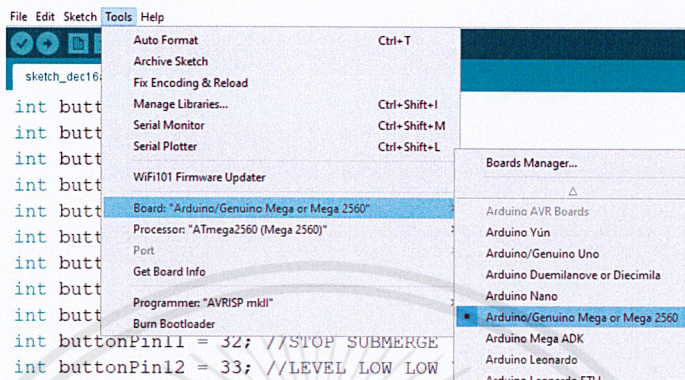 File Edit Sketch Tools Help
Auto Format Ctrl+T
sketch_dec16
Archive Sketch
Fix Encoding & Reload
Manage Libraries... Ctrl+Shift+I
Serial Monitor Ctrl+Shift+M
Serial Plotter Ctrl+Shift+L
WiFi101 Firmware Updater
Board: "Arduino/Genuino Mega or Mega 2560"
Processor: "ATmega2560 (Mega 2560)"
Port
Get Board Info
Programmer: "AVRISP mkII"
Burn Bootloader
Boards Manager...
Arduino AVR Boards
Arduino Yún
Arduino/Genuino Uno
Arduino Duemilanove or Diecimila
Arduino Nano
Arduino/Genuino Mega or Mega 2560
Arduino Mega ADK
Arduino Leonardo
Arduino Leonardo ETH
int butt
int butt
int butt
int butt
int butt
int butt
int butt
int butt
int butt
int buttonPin11 = 32; //STOP SUBMERGE
int buttonPin12 = 33; //LEVEL LOW LOW